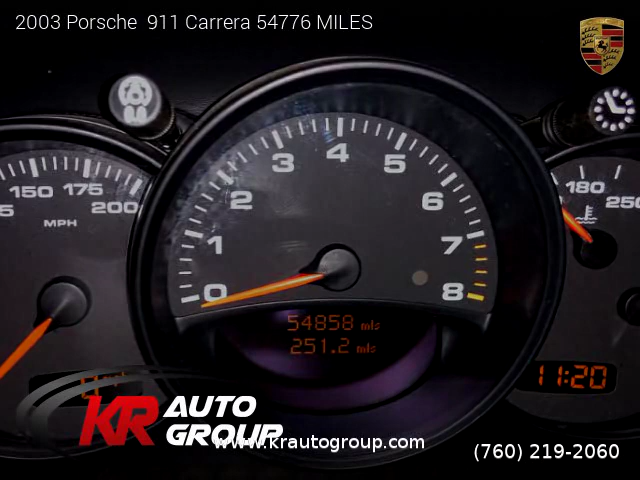 2003 Porsche  911 Carrera 54776 MILES
150
175
200
MPH
0
1
2
3
4
5
6
7
8
180
250
54858 mls
251.2 mls
11:20
KR AUTO GROUP
www.krautogroup.com
(760) 219-2060